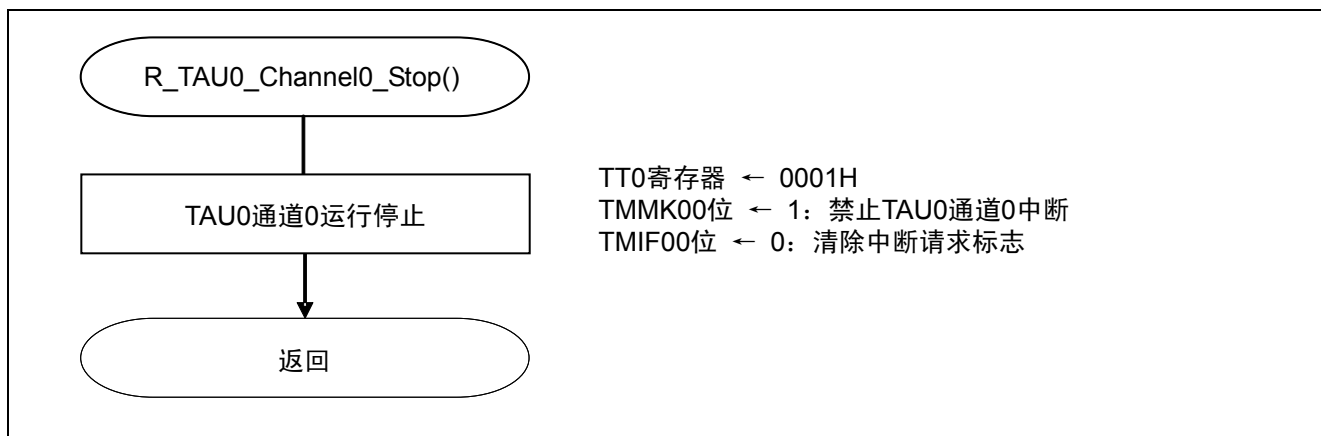 R_TAU0_Channel0_Stop()
TAU0通道0运行停止
TT0寄存器 ← 0001H
TMMK00位 ← 1：禁止TAU0通道0中断
TMIF00位 ← 0：清除中断请求标志
返回